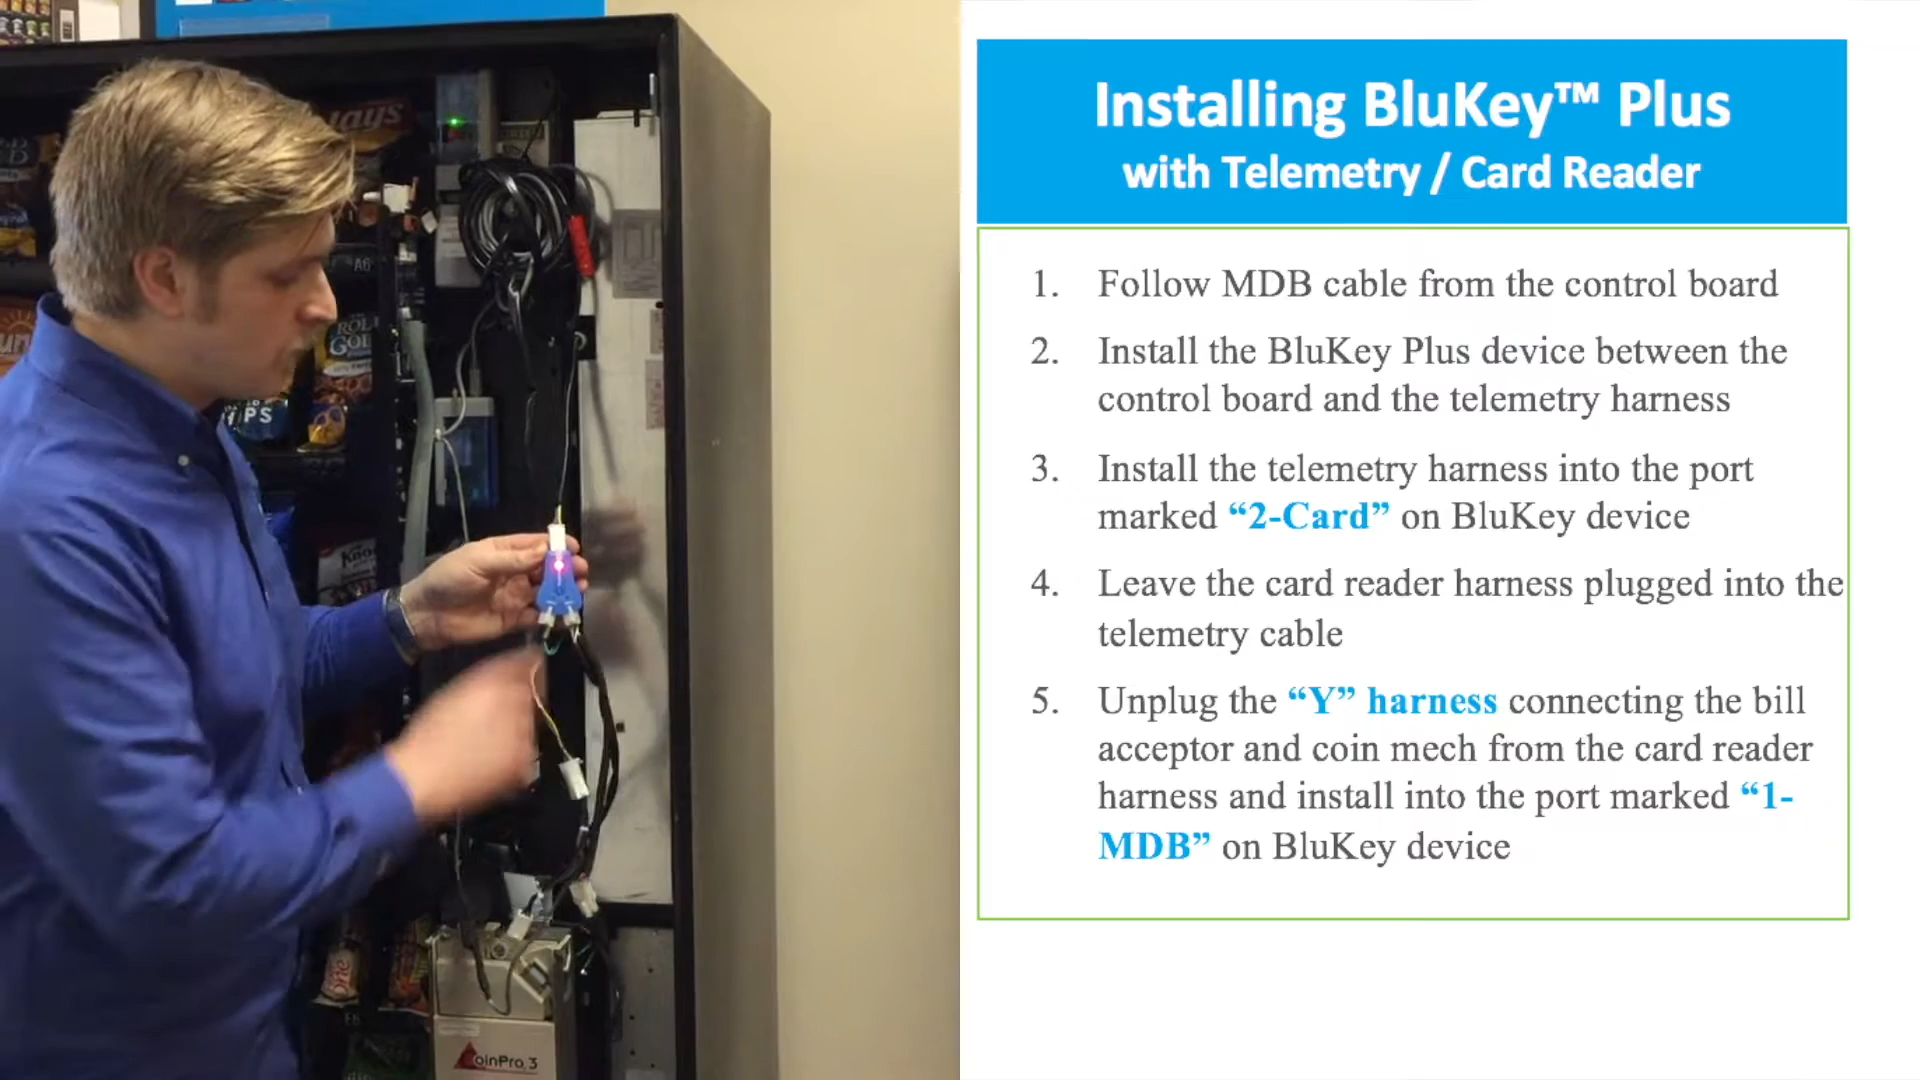 Installing BluKey™ Plus
with Telemetry / Card Reader
1. Follow MDB cable from the control board
2. Install the BluKey Plus device between the
control board and the telemetry harness
3. Install the telemetry harness into the port
marked “2-Card” on BluKey device
4. Leave the card reader harness plugged into the
telemetry cable
5. Unplug the “Y” harness connecting the bill
acceptor and coin mech from the card reader
harness and install into the port marked “1-
MDB” on BluKey device
Lays
A6
ROLD
GOLD
CoinPro 3